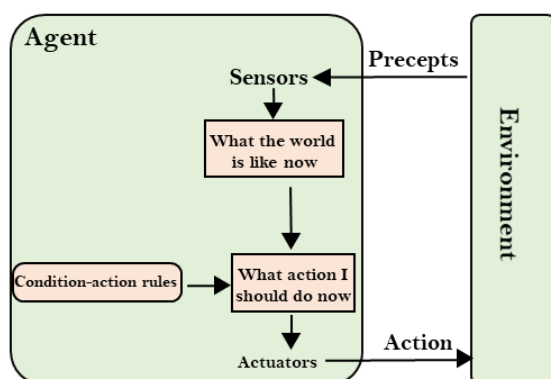 Agent
Precepts
Sensors
What the world
is like now
Environment
Condition-action rules
What action I
should do now
Action
Actuators